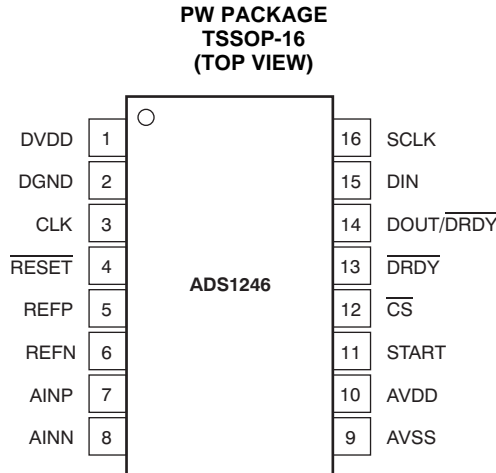 PW PACKAGE
TSSOP-16
(TOP VIEW)
DVDD 1 16 SCLK
DGND 2 15 DIN
CLK 3 14 DOUT/DRDY
RESET 4 13 DRDY
ADS1246
REFP 5 12 CS
REFN 6 11 START
AINP 7 10 AVDD
AINN 8 9 AVSS